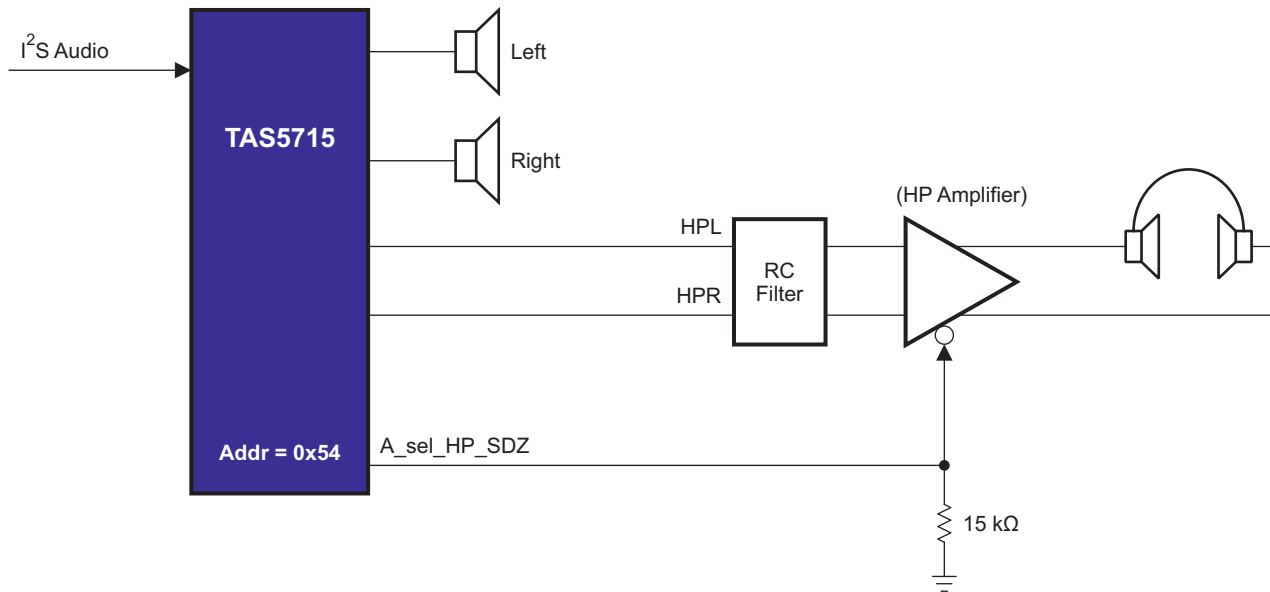 I²S Audio
Left
TAS5715
Right
(HP Amplifier)
HPL
RC
Filter
HPR
A_sel_HP_SDZ
Addr = 0x54
15 kΩ